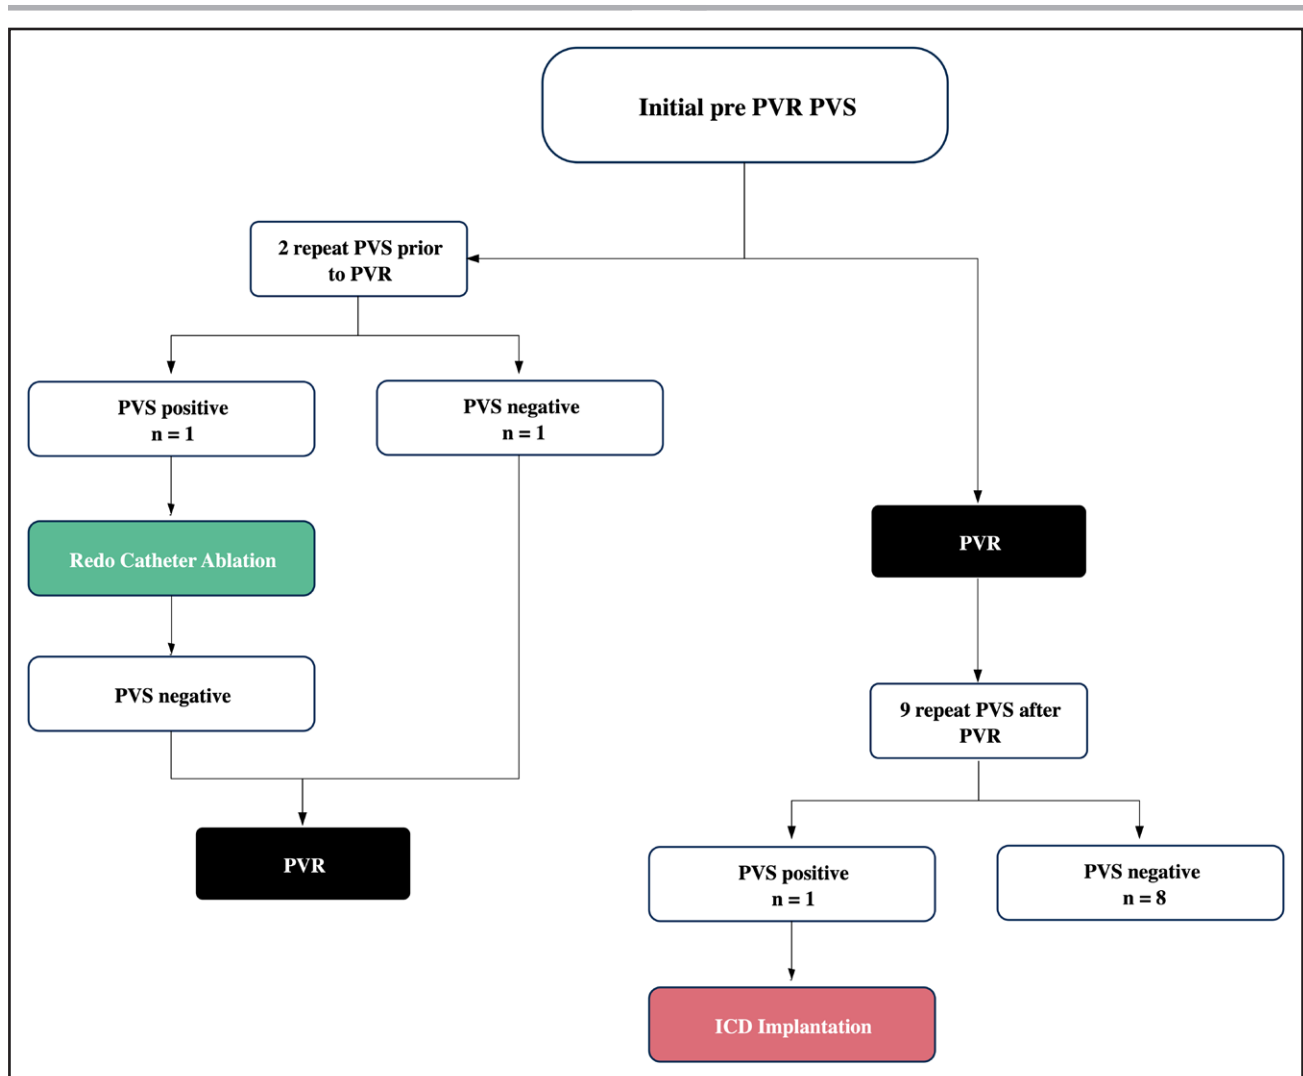 Initial pre PVR PVS
2 repeat PVS prior
to PVR
PVS positive
n = 1
PVS negative
n = 1
Redo Catheter Ablation
PVS negative
PVR
PVR
9 repeat PVS after
PVR
PVS positive
n = 1
PVS negative
n = 8
ICD Implantation